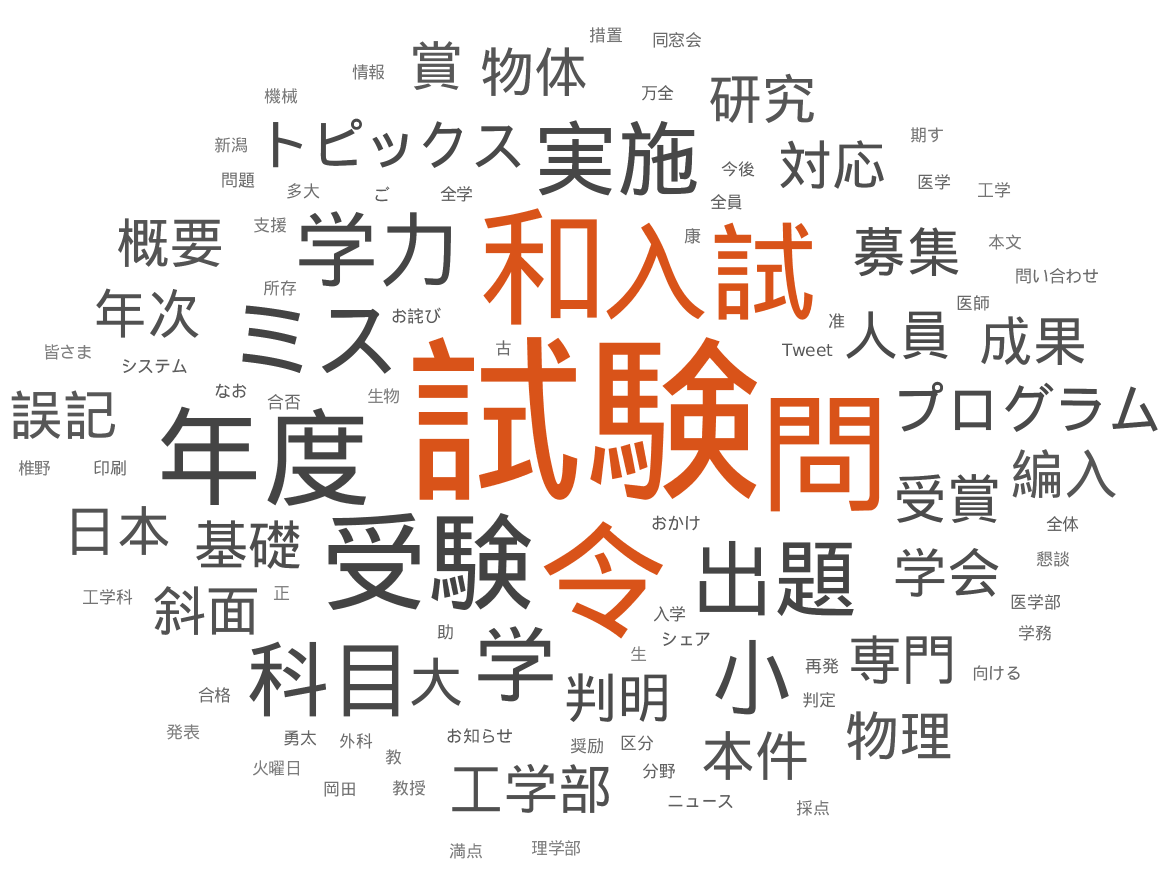 措置
同窓会
賞
物体
情報
研究
機械
万全
トピックス
実施
新潟
期す
対応
今後
問題
多大
ご
全学
医学
工学
全員
支援
学力
和
入試
康
概要
募集
本文
問い合わせ
所存
年次
ミス
お詫び
医師
准
人員
成果
古
皆さま
システム
試験
Tweet
なお
合否
生物
誤記
年度
問
プログラム
椎野
印刷
受賞
編入
日本
基礎
受験
令
おかけ
出題
全体
学会
懇談
工学科
斜面
正
入学
医学部
助
シェア
学務
科目
大
学
生
小
再発
専門
向ける
合格
判明
判定
発表
勇太
外科
お知らせ
奨励
区分
本件
物理
火曜日
教
岡田
教授
工学部
分野
ニュース
採点
満点
理学部